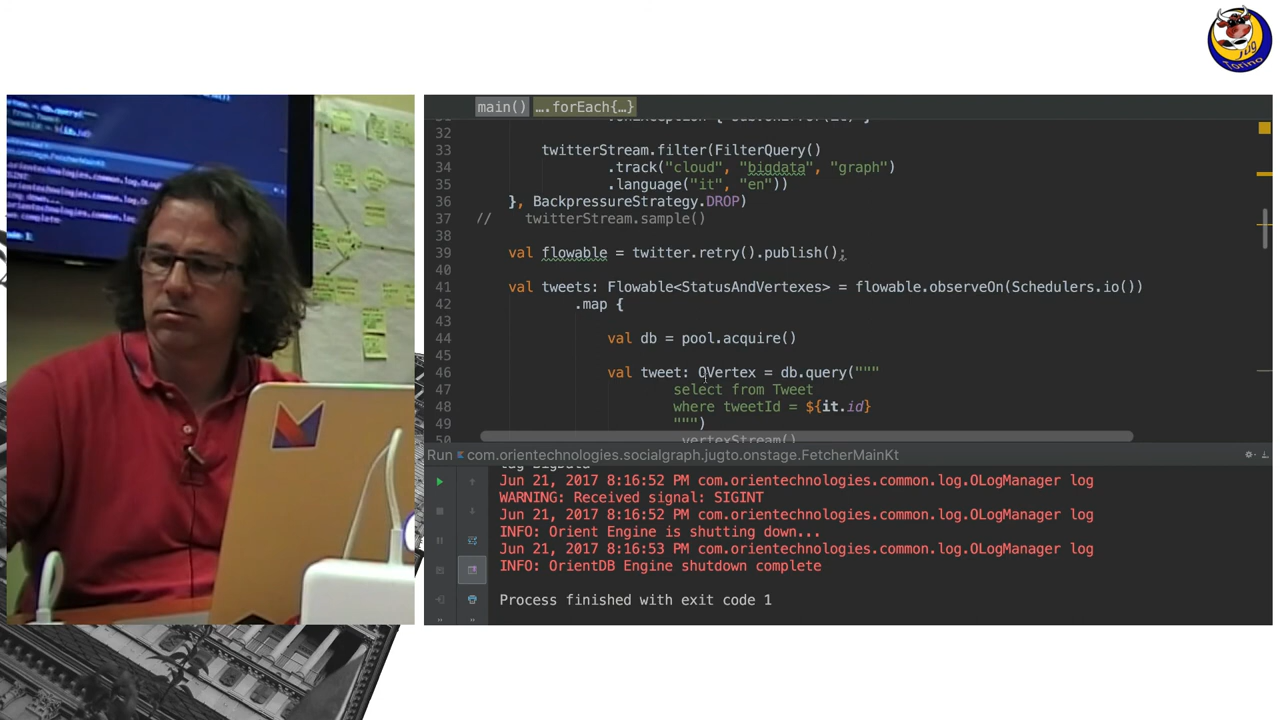 jug
Torino
main() ….forEach{…}
32
33 twitterStream.filter(FilterQuery()
34 .track("cloud", "bigdata", "graph")
35 .language("it", "en"))
36 }, BackpressureStrategy.DROP)
37 // twitterStream.sample()
38
39 val flowable = twitter.retry().publish();
40
41 val tweets: Flowable<StatusAndVertexes> = flowable.observeOn(Schedulers.io())
42 .map {
43
44 val db = pool.acquire()
45
46 val tweet: OVertex = db.query("""
47 select from Tweet
48 where tweetId = ${it.id}
49 """)
50 .vertexStream()
Run com.orientechnologies.socialgraph.jugto.onstage.FetcherMainKt
Jun 21, 2017 8:16:52 PM com.orientechnologies.common.log.OLogManager log
WARNING: Received signal: SIGINT
Jun 21, 2017 8:16:52 PM com.orientechnologies.common.log.OLogManager log
INFO: Orient Engine is shutting down...
Jun 21, 2017 8:16:53 PM com.orientechnologies.common.log.OLogManager log
INFO: OrientDB Engine shutdown complete
Process finished with exit code 1